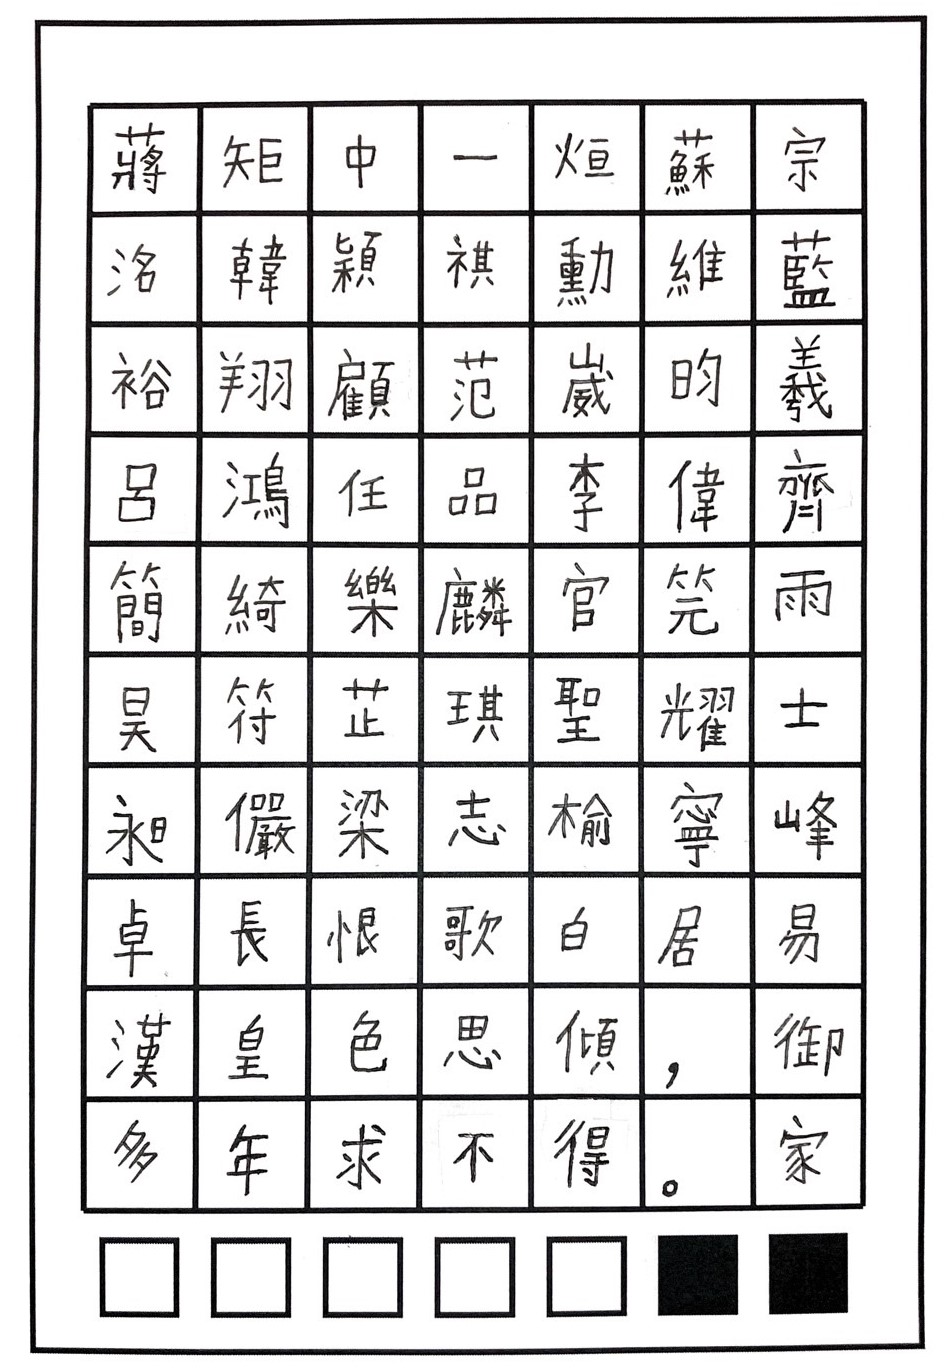 蔣矩中一烜蘇宗
洺韓穎祺勳維藍
裕翔顧范崴昀羲
呂鴻任品李偉齊
簡綺樂麟官筦雨
昊符芷琪聖耀士
昶儼梁志榆寧峰
卓長恨歌白居易
漢皇色思傾，御
多年求不得。家